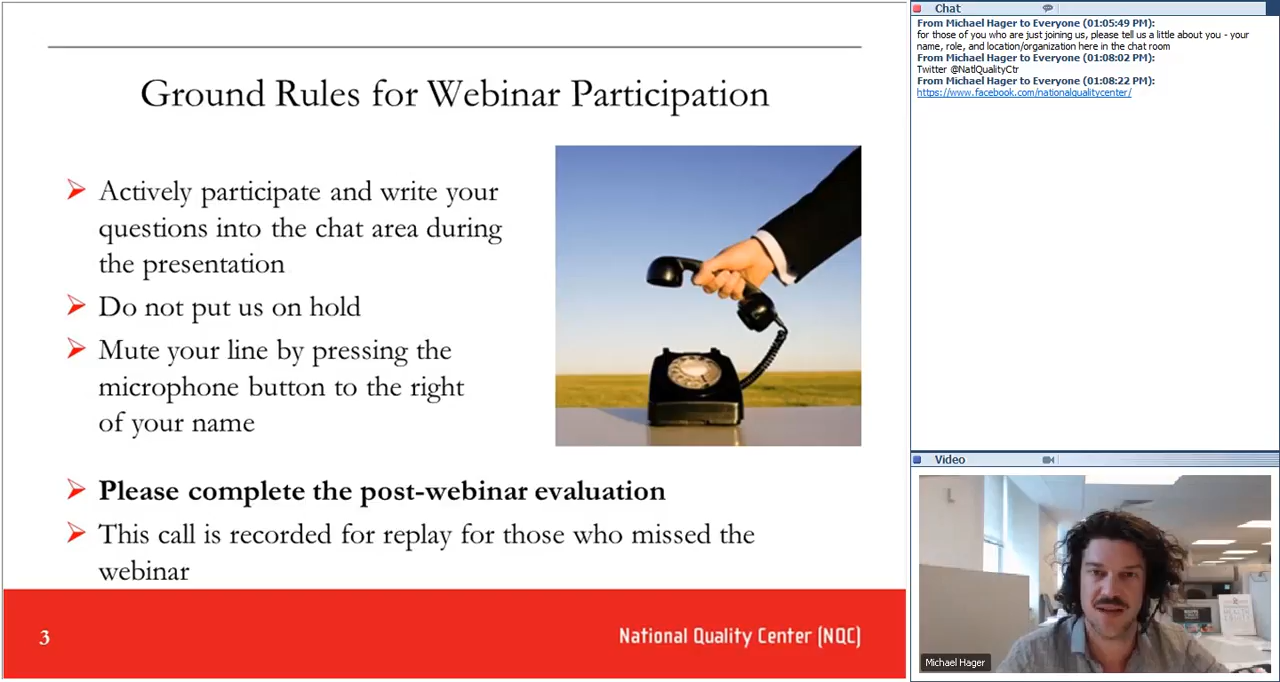 Ground Rules for Webinar Participation
Actively participate and write your
questions into the chat area during
the presentation
Do not put us on hold
Mute your line by pressing the
microphone button to the right
of your name
Please complete the post-webinar evaluation
This call is recorded for replay for those who missed the
webinar
3
National Quality Center (NQC)
Chat
From Michael Hager to Everyone (01:05:49 PM):
for those of you who are just joining us, please tell us a little about you - your
name, role, and location/organization here in the chat room
From Michael Hager to Everyone (01:08:02 PM):
Twitter @NatlQualityCtr
From Michael Hager to Everyone (01:08:22 PM):
https://www.facebook.com/nationalqualitycenter/
Video
Michael Hager